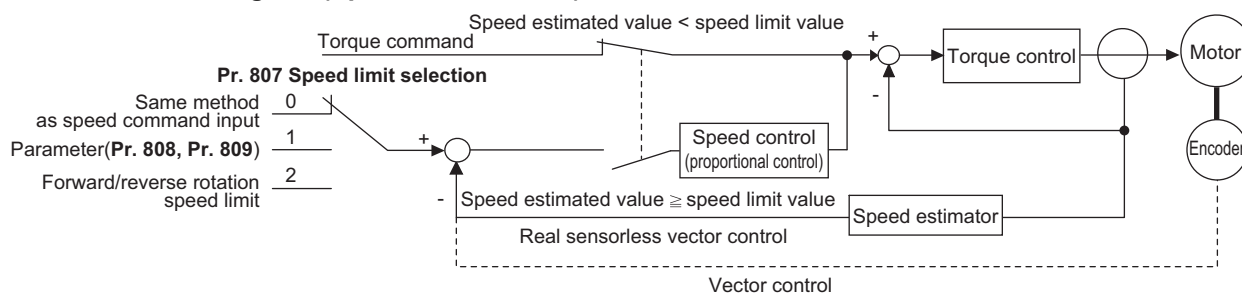 Speed estimated value < speed limit value
Torque command
Pr. 807 Speed limit selection
Same method
as speed command input
0
Parameter(Pr. 808, Pr. 809)
1
Forward/reverse rotation
speed limit
2
+
-
Speed control
(proportional control)
+
-
Torque control
Motor
Encoder
Speed estimated value ≧ speed limit value
Speed estimator
Real sensorless vector control
Vector control